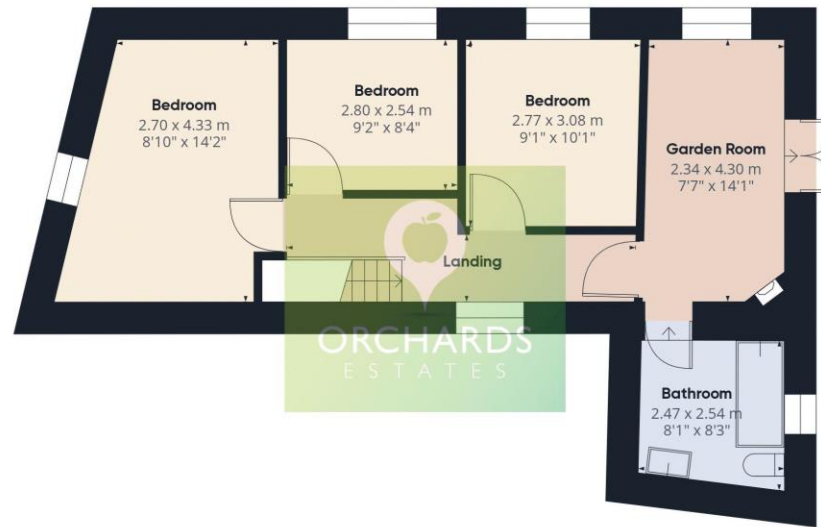 Bedroom
2.70 x 4.33 m
8'10" x 14'2"
Bedroom
2.80 x 2.54 m
9'2" x 8'4"
Bedroom
2.77 x 3.08 m
9'1" x 10'1"
Garden Room
2.34 x 4.30 m
7'7" x 14'1"
Landing
ORCHARDS
ESTATES
Bathroom
2.47 x 2.54 m
8'1" x 8'3"